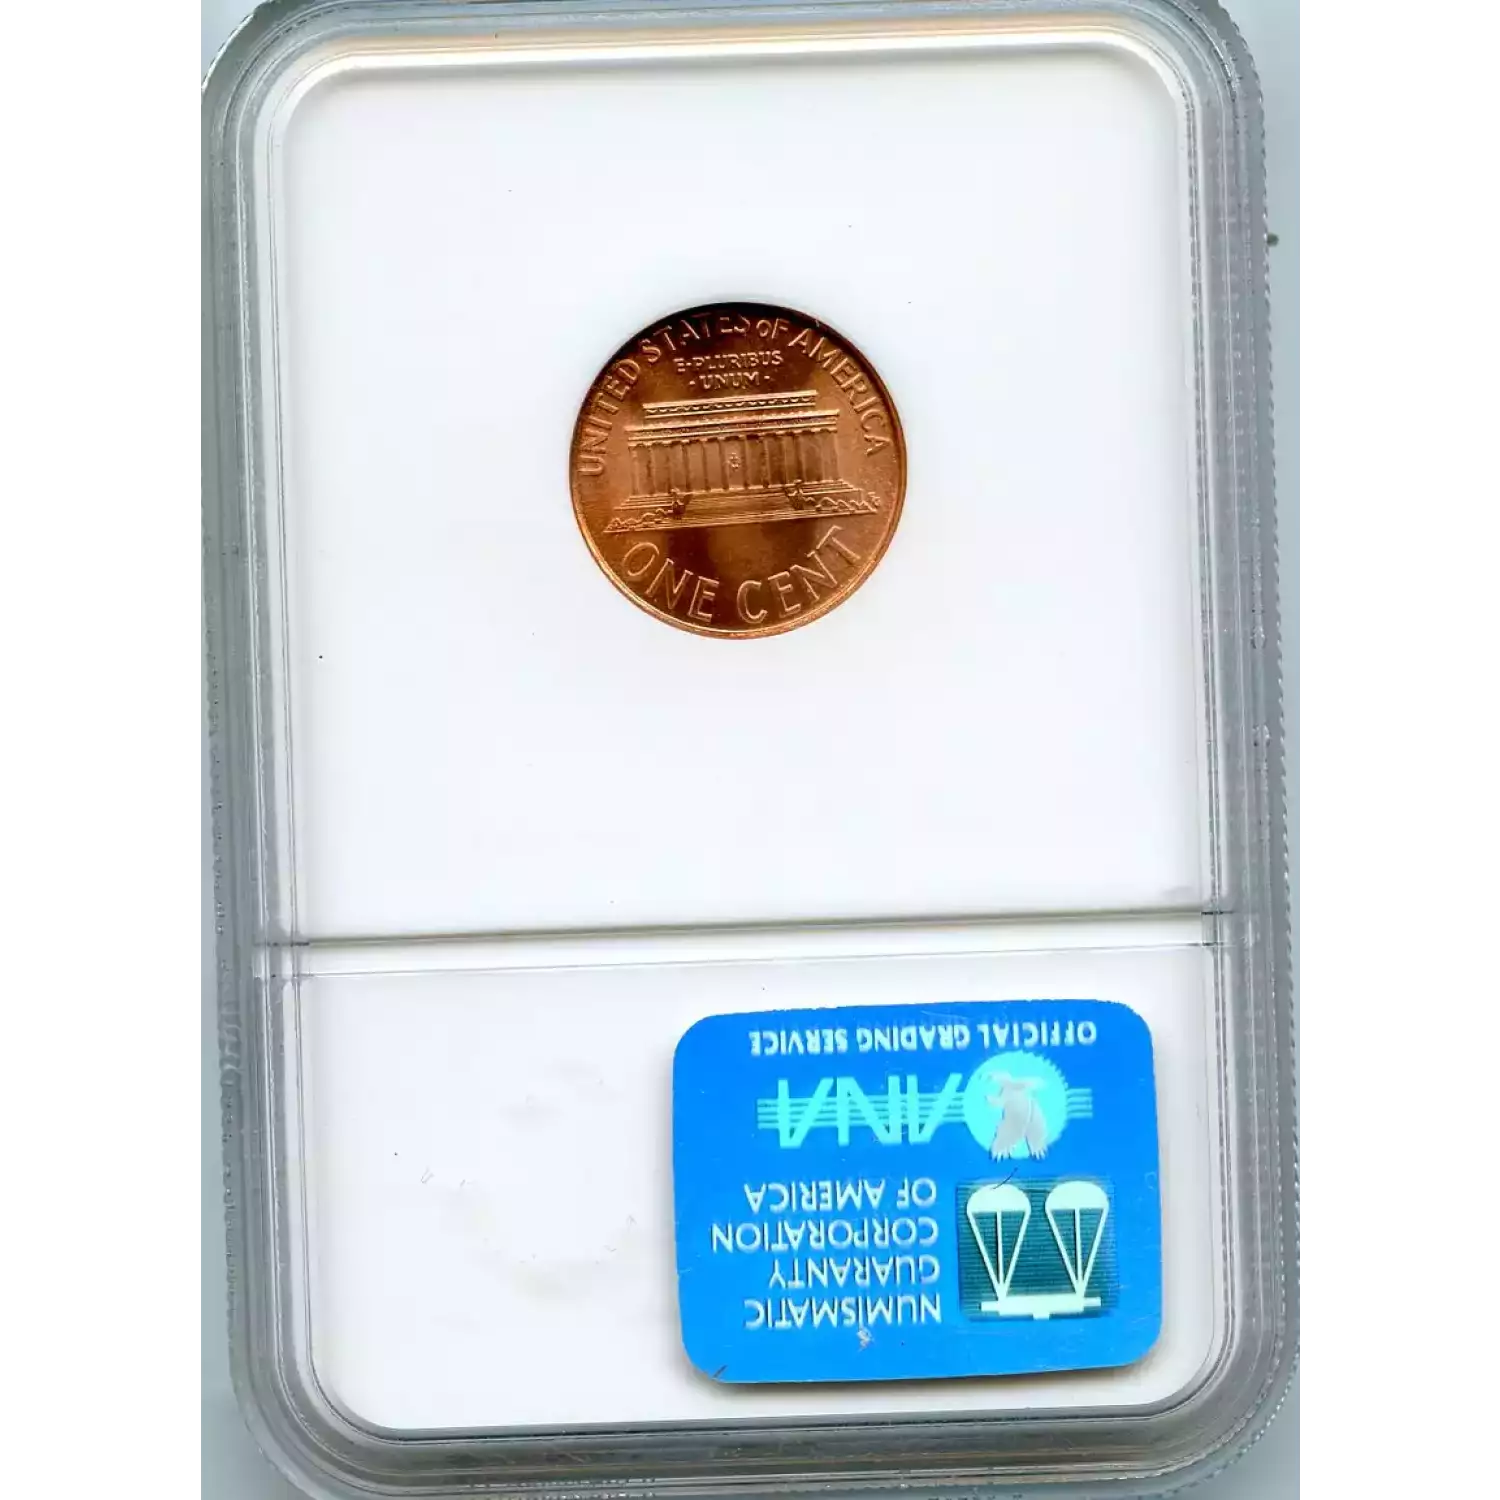 UNITED STATES OF AMERICA
E·PLURIBUS
·UNUM·
ONE CENT
OFFICIAL GRADING SERVICE
ANA
NUMISMATIC
GUARANTY
CORPORATION
OF AMERICA